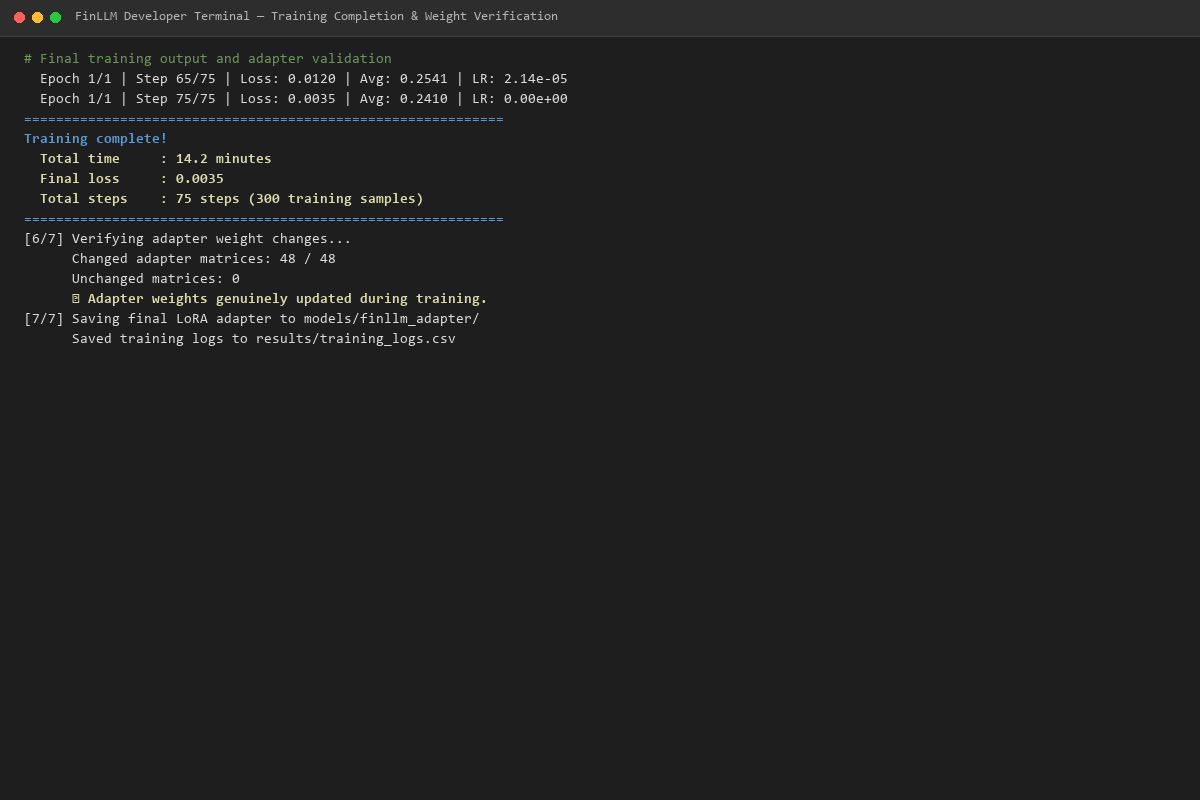 FinLLM Developer Terminal — Training Completion & Weight Verification
# Final training output and adapter validation
Epoch 1/1 | Step 65/75 | Loss: 0.0120 | Avg: 0.2541 | LR: 2.14e-05
Epoch 1/1 | Step 75/75 | Loss: 0.0035 | Avg: 0.2410 | LR: 0.00e+00
============================================================
Training complete!
Total time     : 14.2 minutes
Final loss     : 0.0035
Total steps    : 75 steps (300 training samples)
============================================================
[6/7] Verifying adapter weight changes...
Changed adapter matrices: 48 / 48
Unchanged matrices: 0
Adapter weights genuinely updated during training.
[7/7] Saving final LoRA adapter to models/finllm_adapter/
Saved training logs to results/training_logs.csv